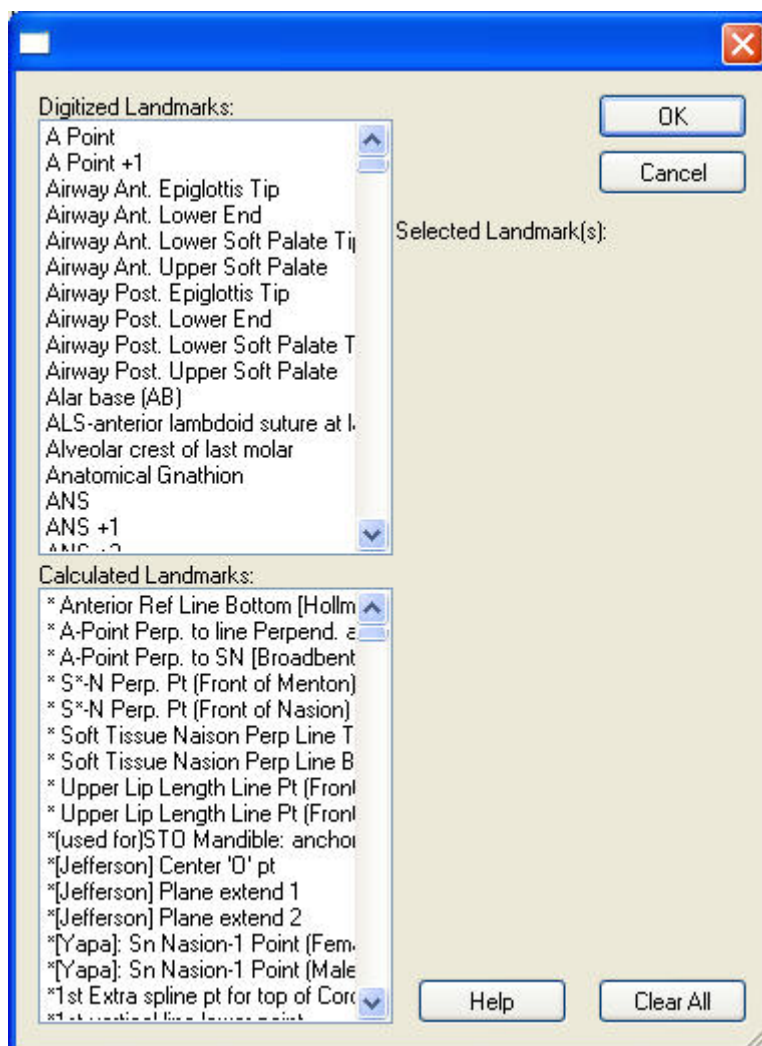 Digitized Landmarks:
A Point
A Point +1
Airway Ant. Epiglottis Tip
Airway Ant. Lower End
Airway Ant. Lower Soft Palate Ti
Airway Ant. Upper Soft Palate
Airway Post. Epiglottis Tip
Airway Post. Lower End
Airway Post. Lower Soft Palate T
Airway Post. Upper Soft Palate
Alar base (AB)
ALS-anterior lambdoid suture at l
Alveolar crest of last molar
Anatomical Gnathion
ANS
ANS +1
OK
Cancel
Selected Landmark(s):
Calculated Landmarks:
* Anterior Ref Line Bottom [Hollm
* A-Point Perp. to line Perpend. a
* A-Point Perp. to SN [Broadbent
* S*-N Perp. Pt (Front of Menton)
* S*-N Perp. Pt (Front of Nasion)
* Soft Tissue Naison Perp Line T
* Soft Tissue Nasion Perp Line B
* Upper Lip Length Line Pt (Front
* Upper Lip Length Line Pt (Front
*(used for)STO Mandible: anchor
*[Jefferson] Center 'O' pt
*[Jefferson] Plane extend 1
*[Jefferson] Plane extend 2
*[Yapa]: Sn Nasion-1 Point (Fem
*[Yapa]: Sn Nasion-1 Point (Male
*1st Extra spline pt for top of Cor
Help
Clear All